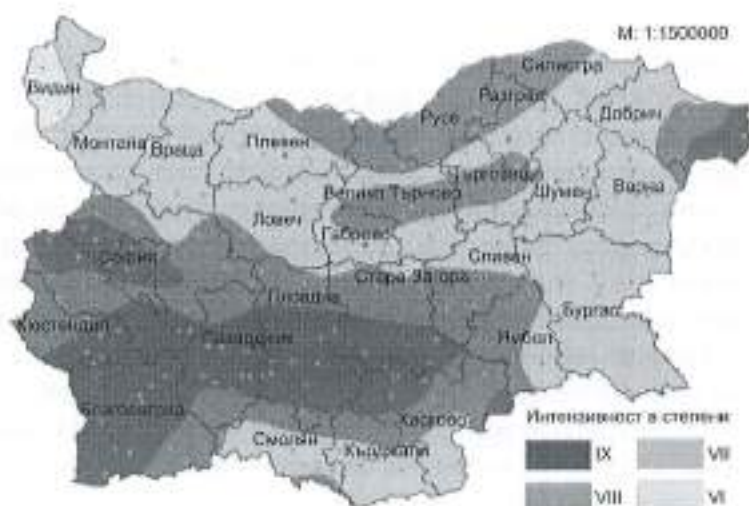 М: 1:1500000
Силистра
Видин
Разград
Русе
Добрич
Монтана
Враца
Плевен
Търговище
Велико Търново
Шумен
Варна
Ловеч
Габрово
София
Сливен
Стара Загора
Пловдив
Бургас
Кюстендил
Пазарджик
Ямбол
Благоевград
Хасково
Смолян
Кърджали
Интензивност в степени
IX
VII
VIII
VI